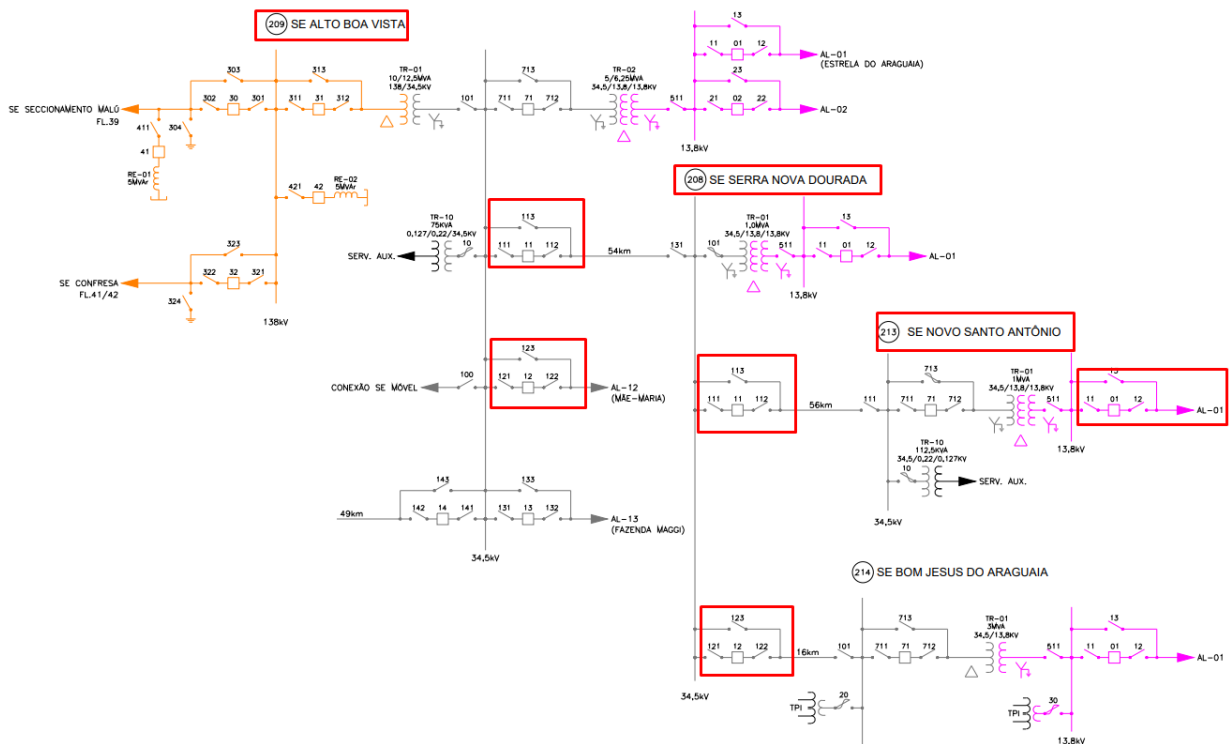 209 SE ALTO BOA VISTA
13
11 01 12
AL-01
(ESTRELA DO ARAGUAIA)
303 313
TR-01
10/12,5MVA
138/34,5KV
713
TR-02
5/6,25MVA
34,5/13,8/13,8KV
23
SE SECCIONAMENTO MALÚ
FL.39
302 30 301 311 31 312
101 711 71 712 511 21 02 22
AL-02
411 304
41
13,8kV
RE-01
5MVAr
421 42
RE-02
5MVAr
208 SE SERRA NOVA DOURADA
TR-10
75KVA
0,127/0,22/34,5KV
10
113
TR-01
1,0MVA
34,5/13,8/13,8KV
13
SERV. AUX.
111 11 112
54km
131 101 511 11 01 12
AL-01
13,8kV
323
SE CONFRESA
FL.41/42
322 32 321
324
138kV
213 SE NOVO SANTO ANTÔNIO
123
CONEXÃO SE MÓVEL
100 121 12 122
AL-12
(MÃE-MARIA)
113
713
TR-01
1MVA
34,5/13,8/13,8KV
111 11 112
56km
111 711 71 712 511 11 01 12
AL-01
13,8kV
TR-10
112,5KVA
34,5/0,22/0,127KV
10
SERV. AUX.
34,5kV
143 133
49km
142 14 141 131 13 132
AL-13
(FAZENDA MAGGI)
34,5kV
214 SE BOM JESUS DO ARAGUAIA
123
713
TR-01
3MVA
34,5/13,8KV
13
121 12 122
16km
101 711 71 712 511 11 01 12
AL-01
34,5kV
TPI
20
TPI
30
13,8kV